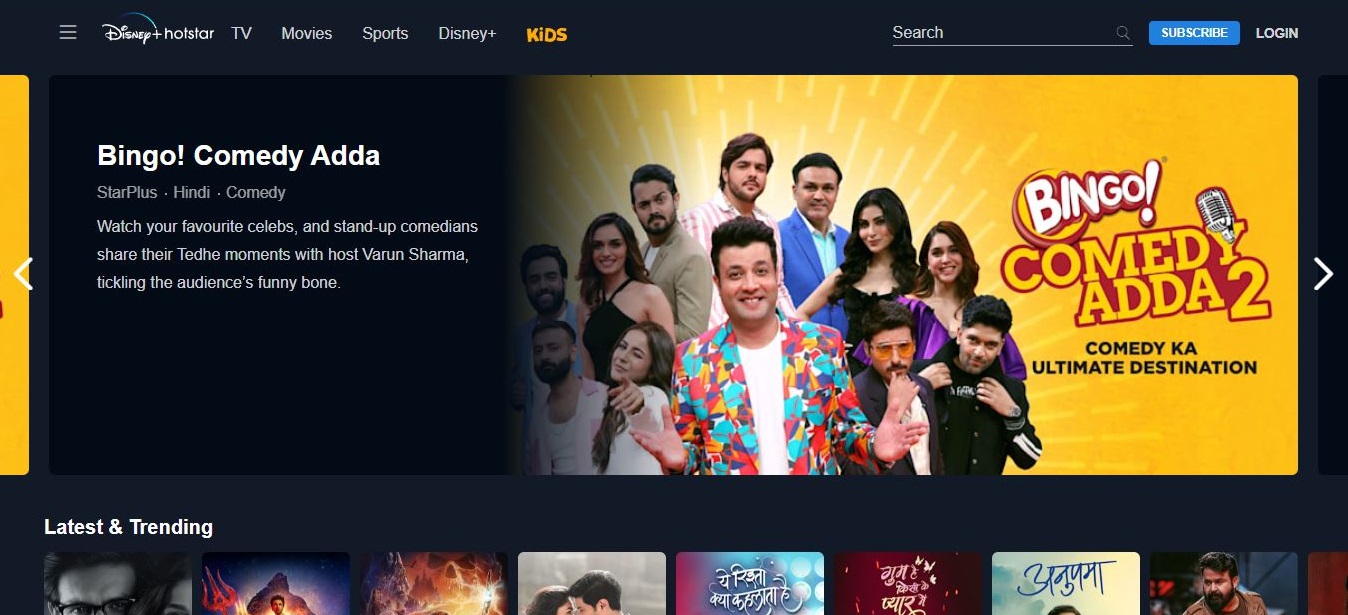 Disney+ hotstar TV Movies Sports Disney+ KiDS Search SUBSCRIBE LOGIN
Bingo! Comedy Adda
StarPlus · Hindi · Comedy
Watch your favourite celebs, and stand-up comedians
share their Tedhe moments with host Varun Sharma,
tickling the audience's funny bone.
BINGO!
COMEDY
ADDA 2
COMEDY KA
ULTIMATE DESTINATION
Latest & Trending
ये रिश्ता
क्या कहलाता है
गुम है
किसी के
प्यार में
अनुपमा